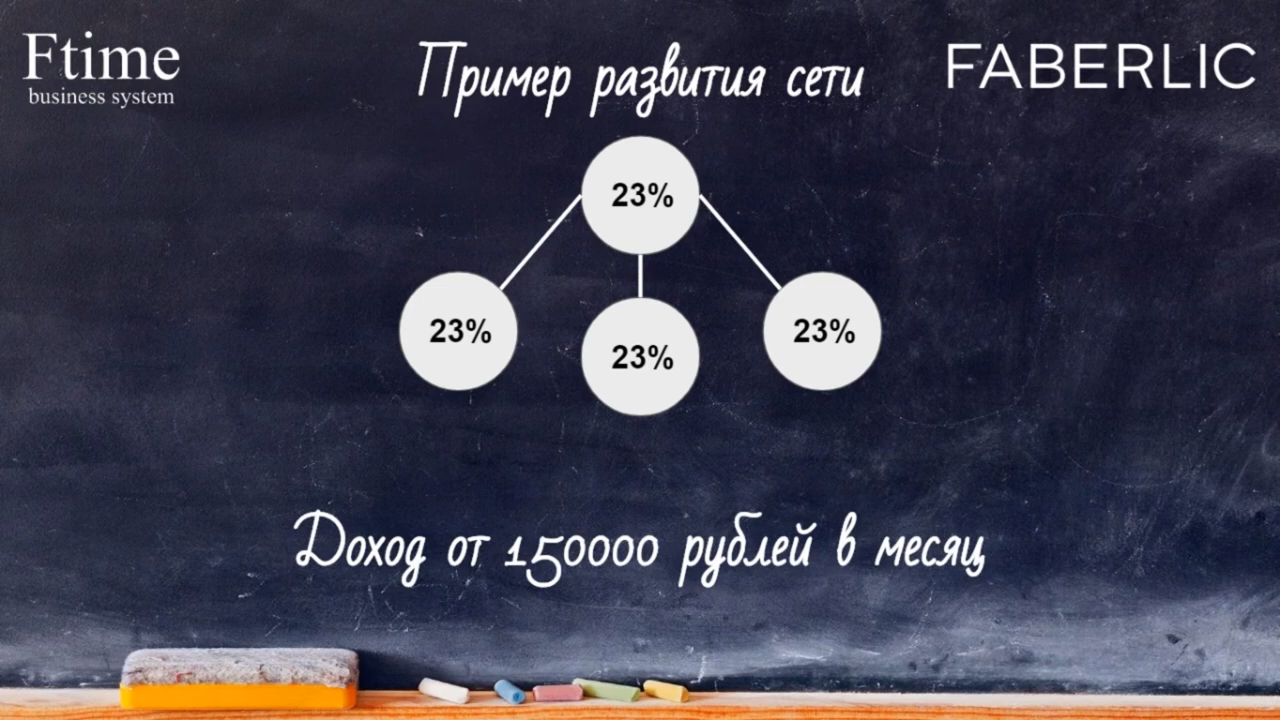 Ftime
business system
Пример развития сети
FABERLIC
23%
23%
23%
23%
Доход от 150000 рублей в месяц